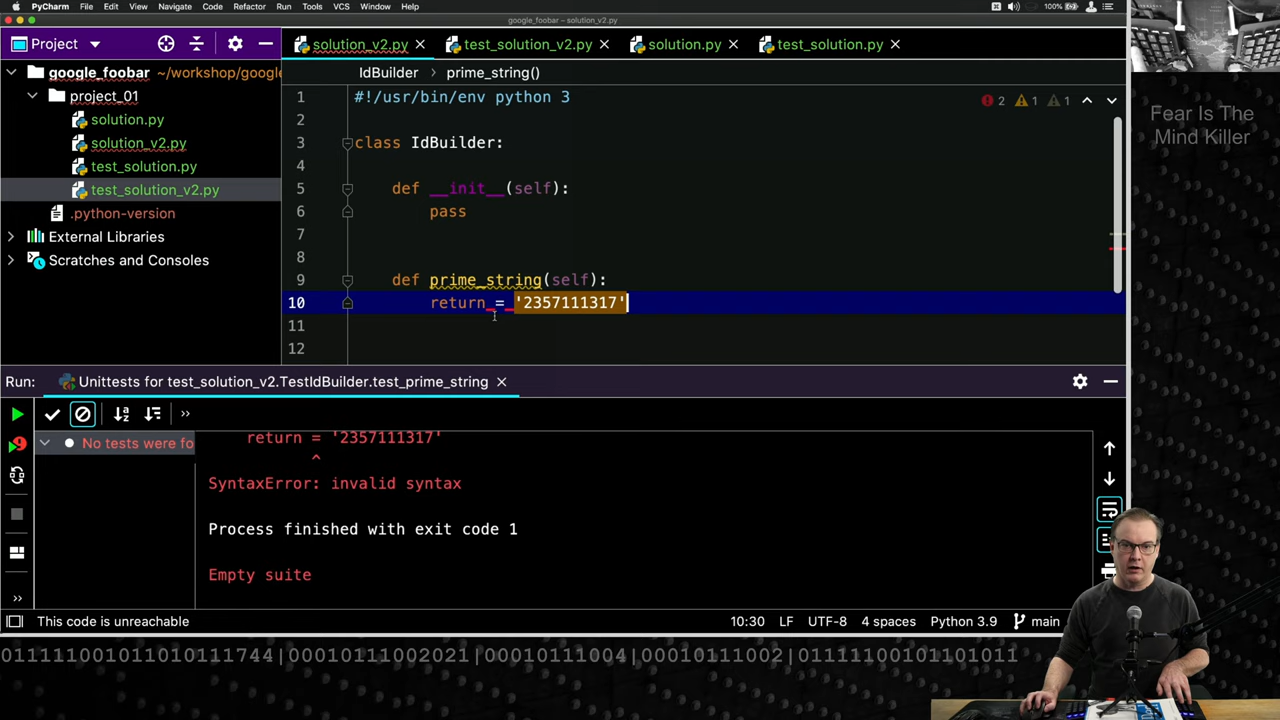 PyCharm File Edit View Navigate Code Refactor Run Tools VCS Window Help 100%
google_foobar – solution_v2.py
Project
solution_v2.py test_solution_v2.py solution.py test_solution.py
google_foobar ~/workshop/google
IdBuilder prime_string()
project_01
solution.py
solution_v2.py
test_solution.py
test_solution_v2.py
.python-version
External Libraries
Scratches and Consoles
2 1 1
1 #!/usr/bin/env python 3
2
3 class IdBuilder:
4
5 def __init__(self):
6 pass
7
8
9 def prime_string(self):
10 return = '2357111317'
11
12
Fear Is The
Mind Killer
Run: Unittests for test_solution_v2.TestIdBuilder.test_prime_string
No tests were fo
return = '2357111317'
^
SyntaxError: invalid syntax
Process finished with exit code 1
Empty suite
This code is unreachable 10:30 LF UTF-8 4 spaces Python 3.9 main